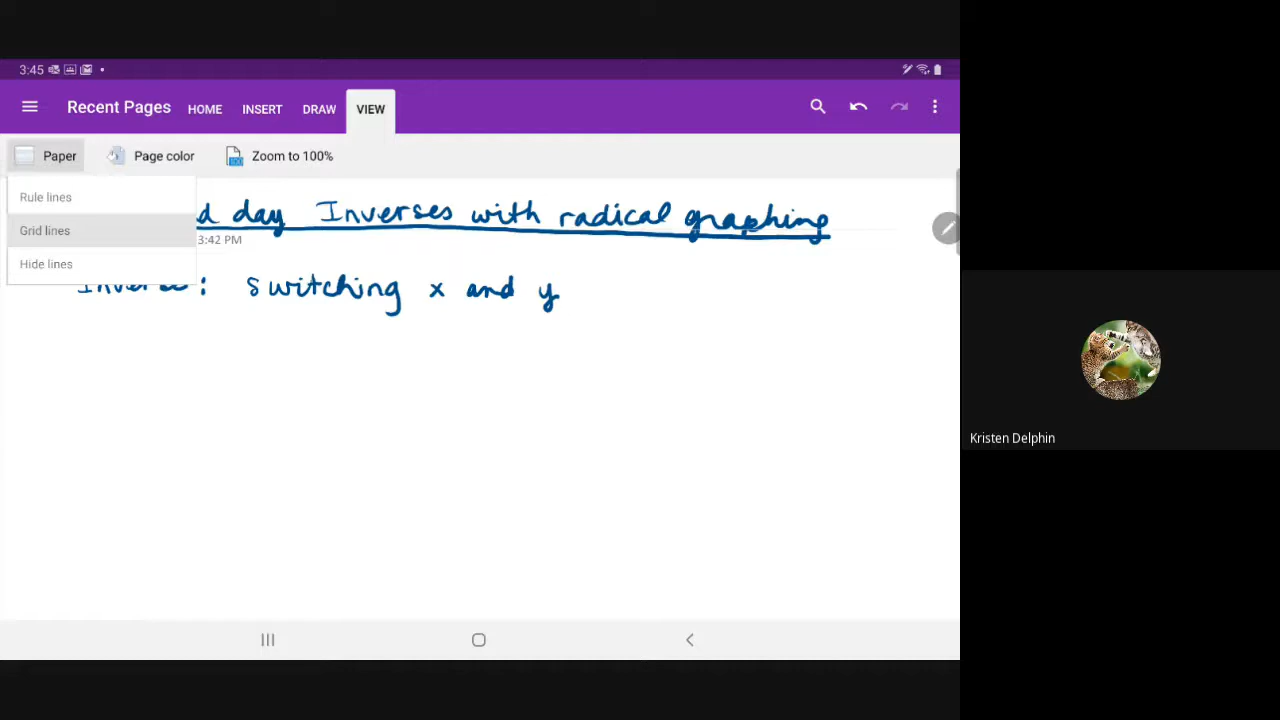 3:45
Recent Pages HOME INSERT DRAW VIEW
Paper Page color Zoom to 100%
Rule lines
Grid lines
Hide lines
d day Inverses with radical graphing
3:42 PM
Inverse: Switching x and y
Kristen Delphin